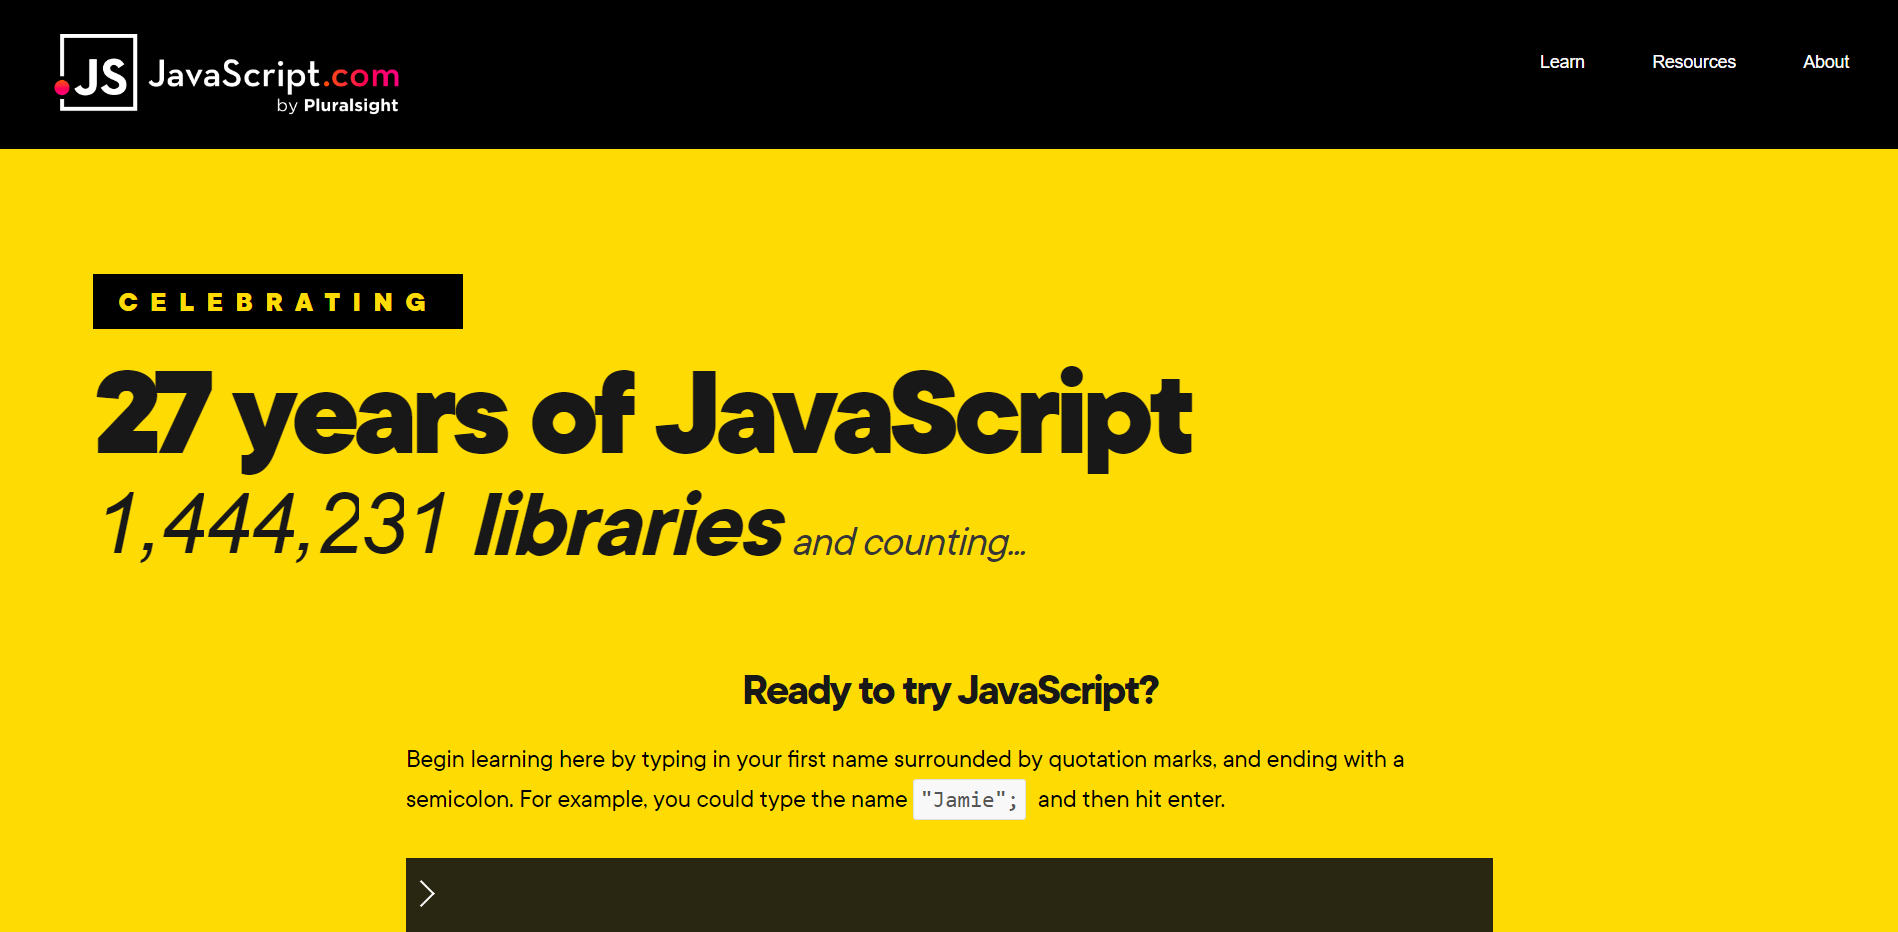 JS JavaScript.com
by Pluralsight
Learn Resources About
CELEBRATING
27 years of JavaScript
1,444,231 libraries and counting...
Ready to try JavaScript?
Begin learning here by typing in your first name surrounded by quotation marks, and ending with a
semicolon. For example, you could type the name "Jamie"; and then hit enter.